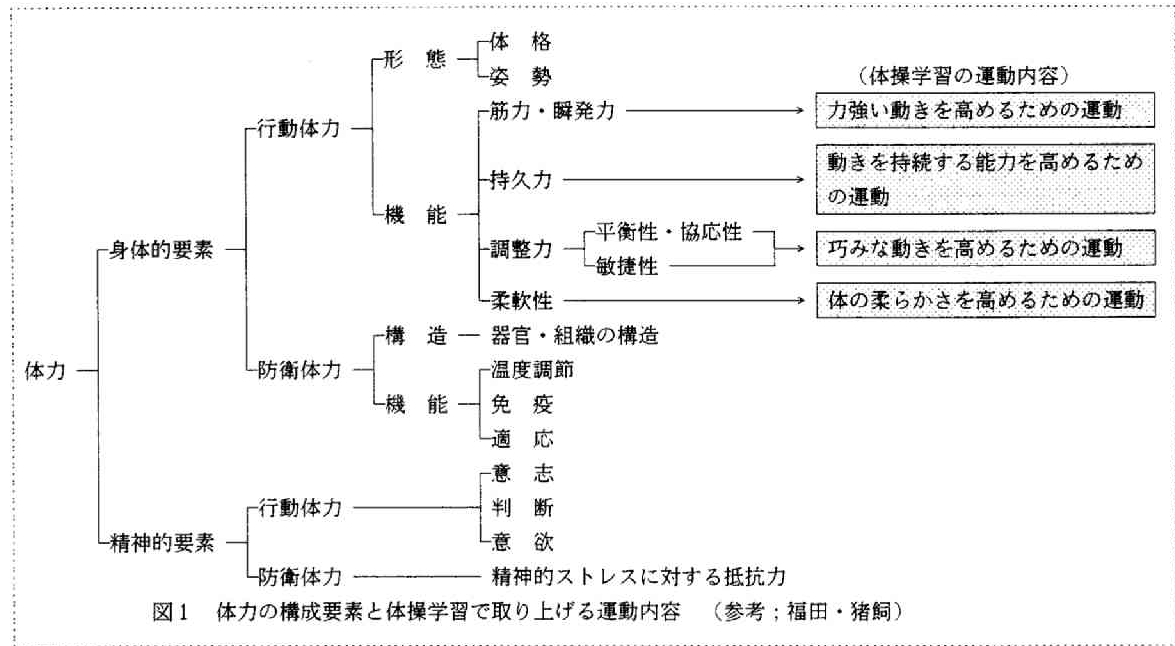 体 格
形 態
姿 勢
(体操学習の運動内容)
筋力・瞬発力
力強い動きを高めるための運動
行動体力
持久力
動きを持続する能力を高めるため
の運動
機 能
平衡性・協応性
調整力
敏捷性
巧みな動きを高めるための運動
身体的要素
柔軟性
体の柔らかさを高めるための運動
構 造
器官・組織の構造
防衛体力
体力
温度調節
機 能
免 疫
適 応
意 志
行動体力
判 断
精神的要素
意 欲
防衛体力
精神的ストレスに対する抵抗力
図1 体力の構成要素と体操学習で取り上げる運動内容 (参考;福田・猪飼)